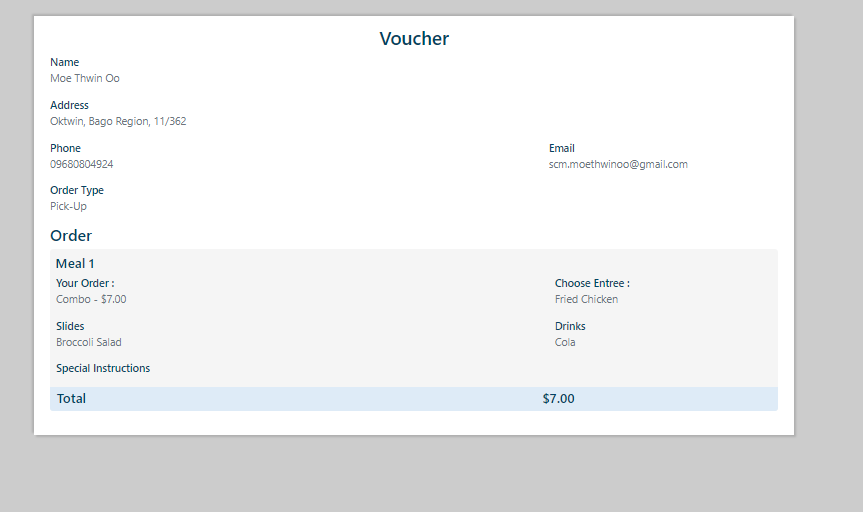 Voucher
Name
Moe Thwin Oo
Address
Oktwin, Bago Region, 11/362
Phone
Email
09680804924
scm.moethwinoo@gmail.com
Order Type
Pick-Up
Order
Meal 1
Your Order :
Choose Entree :
Combo - $7.00
Fried Chicken
Slides
Drinks
Broccoli Salad
Cola
Special Instructions
Total
$7.00